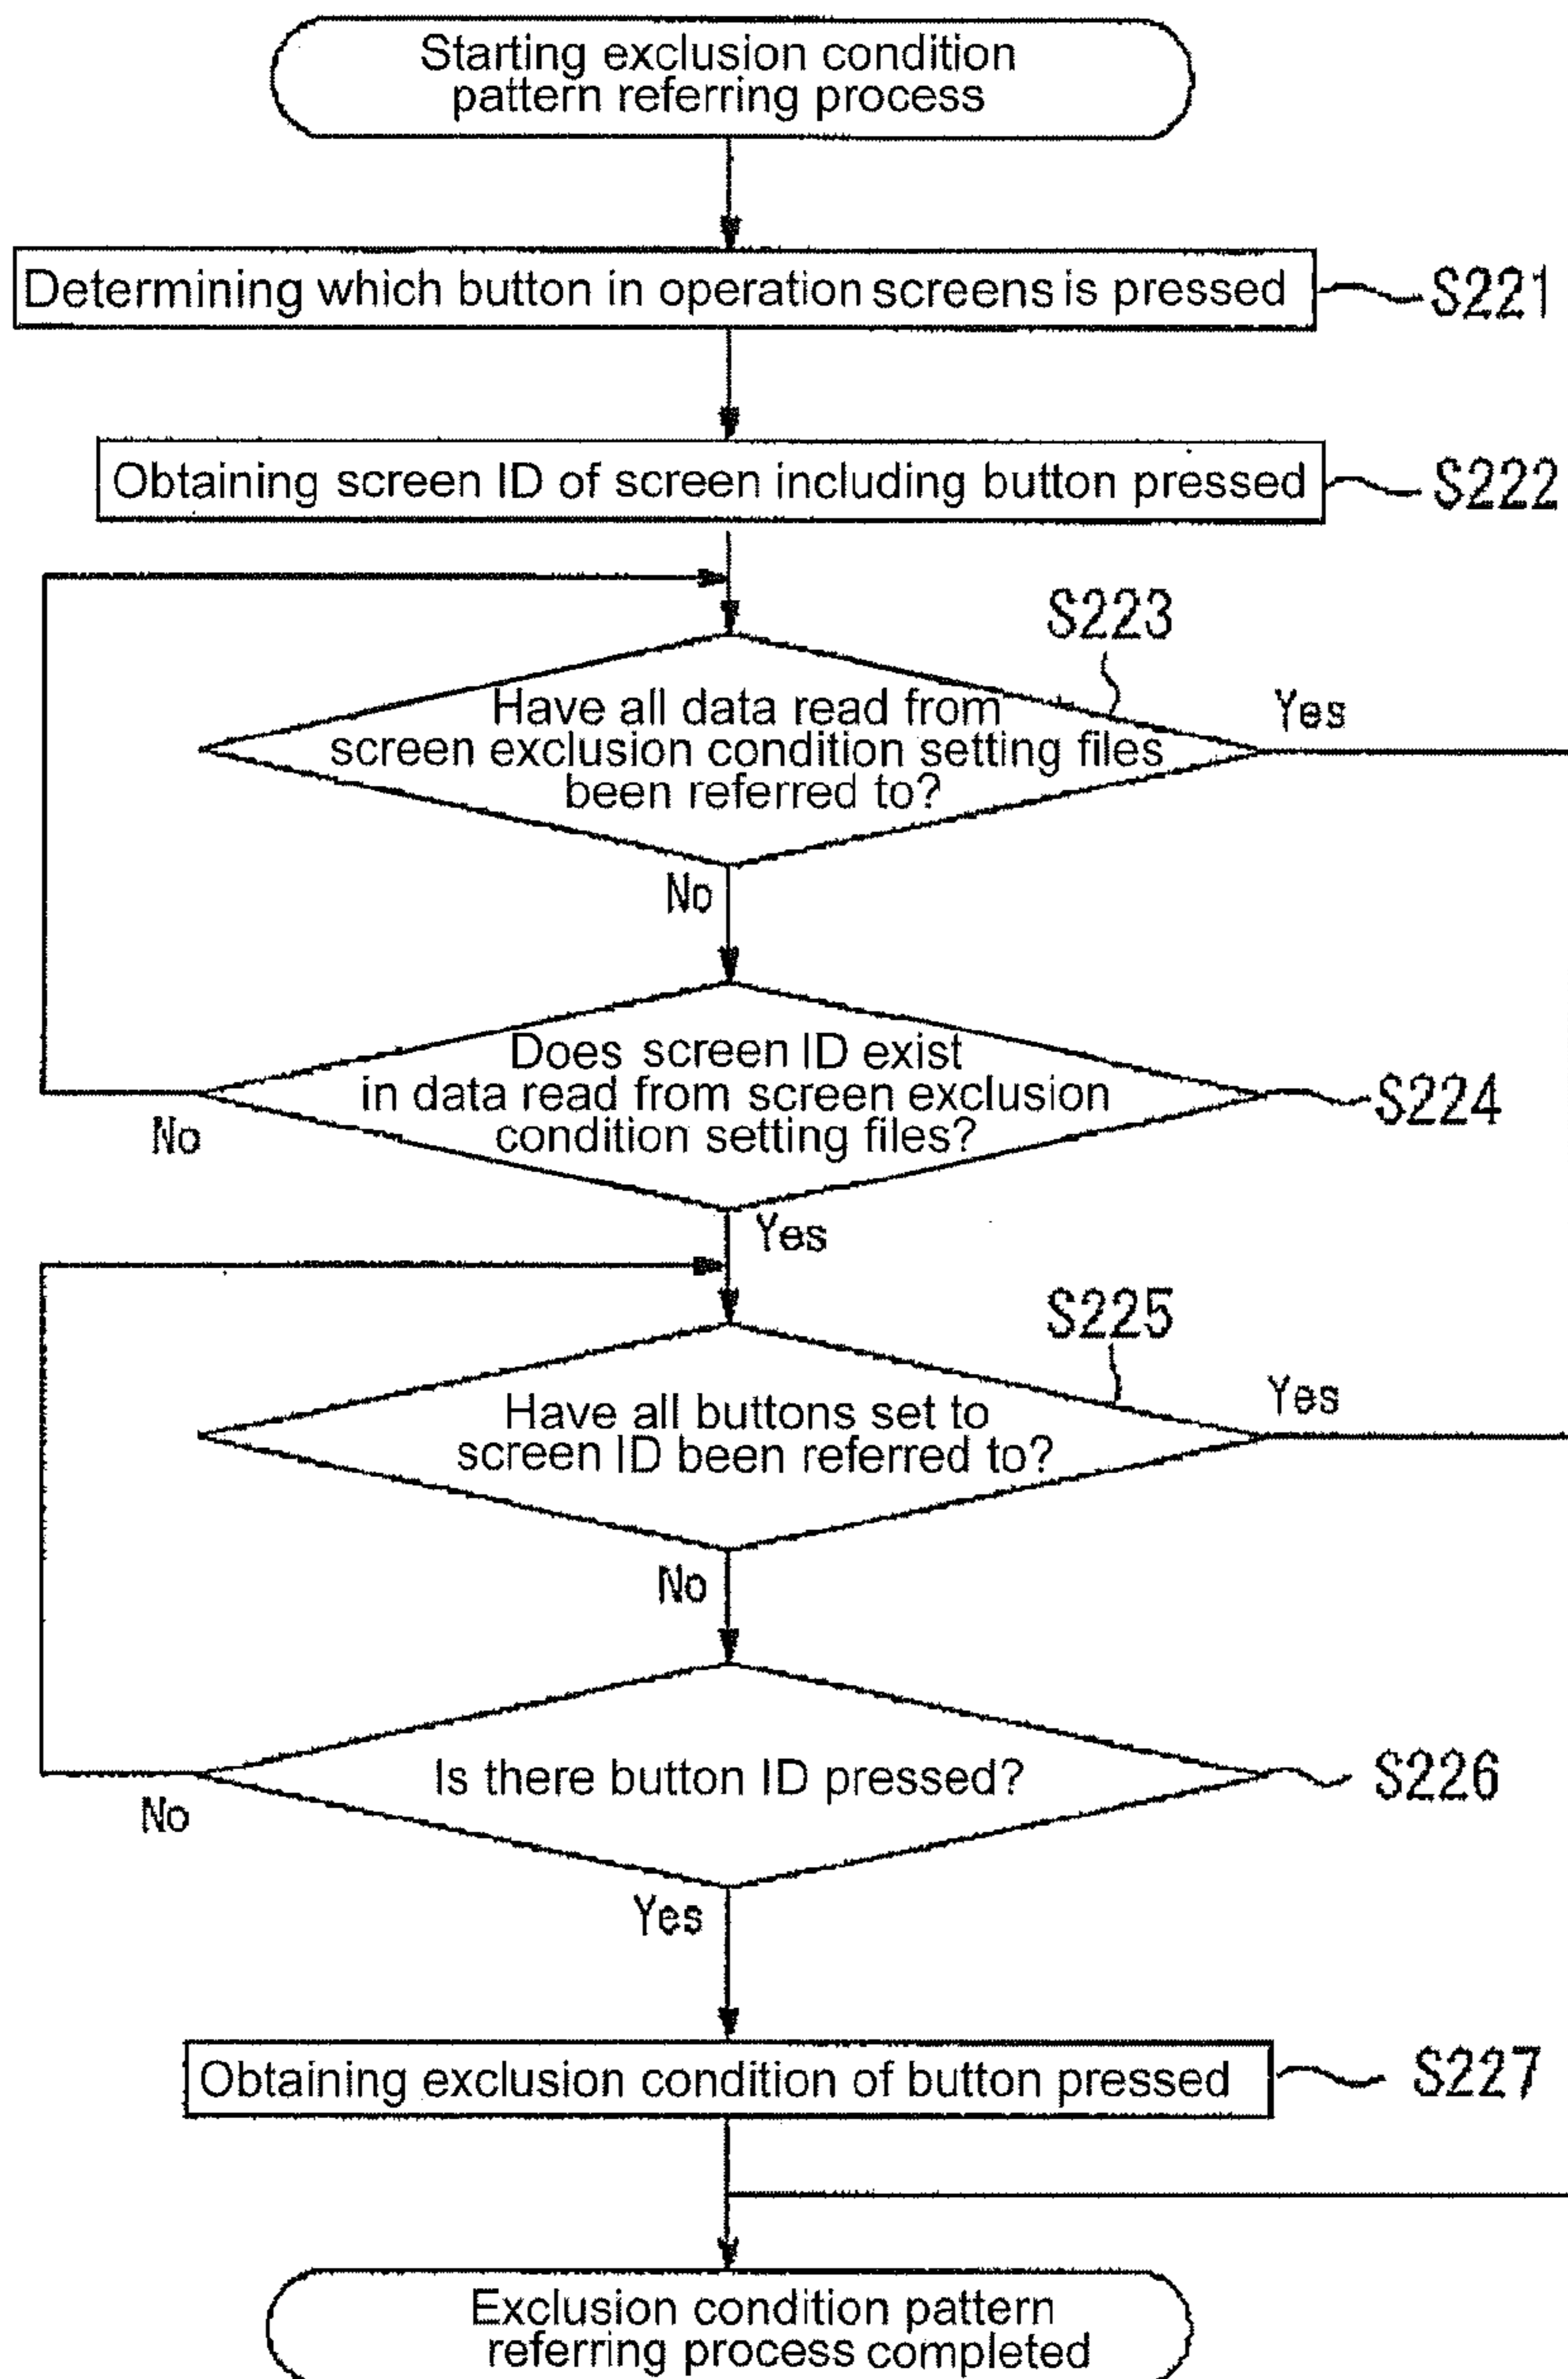 Starting exclusion condition
pattern referring process
Determining which button in operation screens is pressed
S221
Obtaining screen ID of screen including button pressed
S222
S223
Have all data read from
screen exclusion condition setting files
been referred to?
Yes
No
Does screen ID exist
in data read from screen exclusion
condition setting files?
S224
No
Yes
S225
Have all buttons set to
screen ID been referred to?
Yes
No
Is there button ID pressed?
S226
No
Yes
Obtaining exclusion condition of button pressed
S227
Exclusion condition pattern
referring process completed